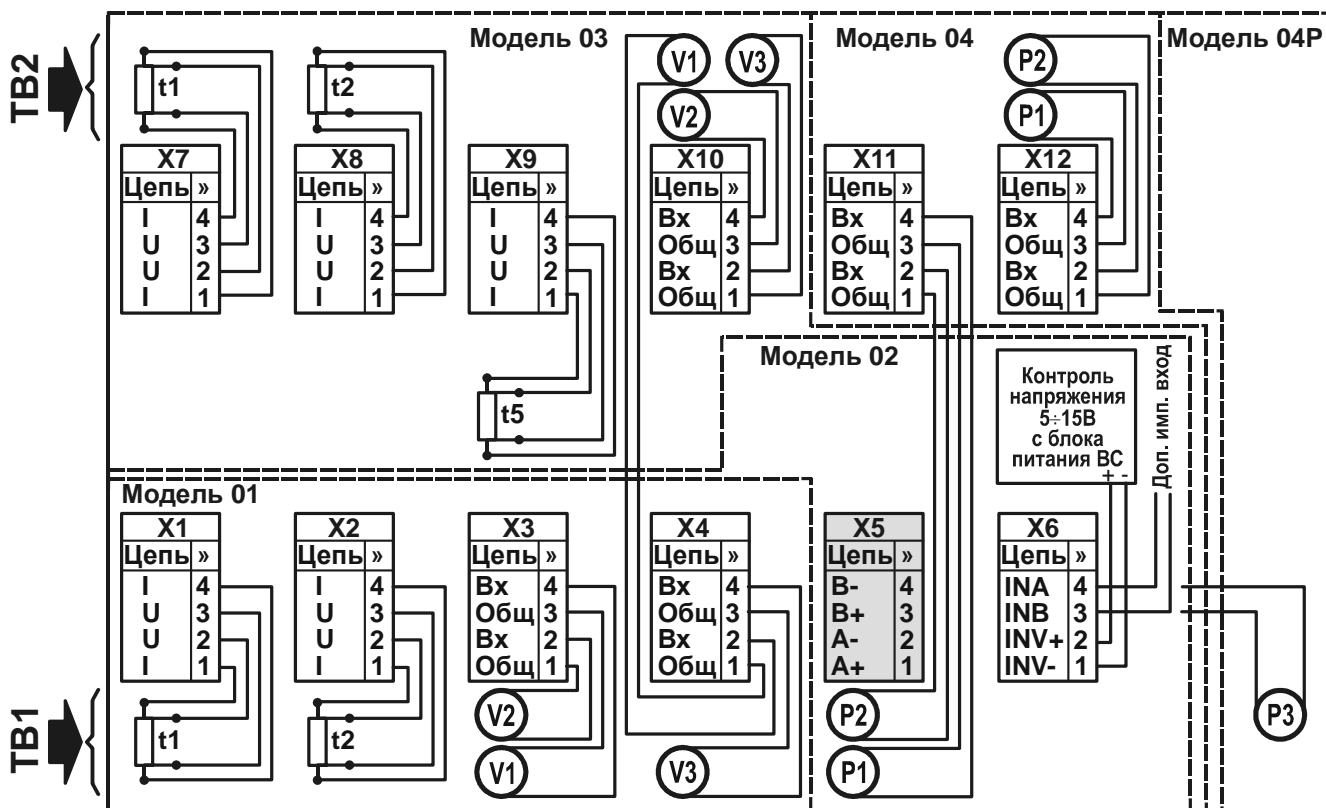 ТВ2
Модель 03
Модель 04
Модель 04Р
t1
t2
V1
V3
V2
P2
P1
X7
Цепь »
I 4
U 3
U 2
I 1
X8
Цепь »
I 4
U 3
U 2
I 1
X9
Цепь »
I 4
U 3
U 2
I 1
X10
Цепь »
Вх 4
Общ 3
Вх 2
Общ 1
X11
Цепь »
Вх 4
Общ 3
Вх 2
Общ 1
X12
Цепь »
Вх 4
Общ 3
Вх 2
Общ 1
t5
Модель 02
Контроль
напряжения
5÷15В
с блока
питания ВС
+ -
Доп. имп. вход
Модель 01
X1
Цепь »
I 4
U 3
U 2
I 1
X2
Цепь »
I 4
U 3
U 2
I 1
X3
Цепь »
Вх 4
Общ 3
Вх 2
Общ 1
X4
Цепь »
Вх 4
Общ 3
Вх 2
Общ 1
X5
Цепь »
B- 4
B+ 3
A- 2
A+ 1
X6
Цепь »
INA 4
INB 3
INV+ 2
INV- 1
ТВ1
t1
t2
V2
V1
V3
P2
P1
P3